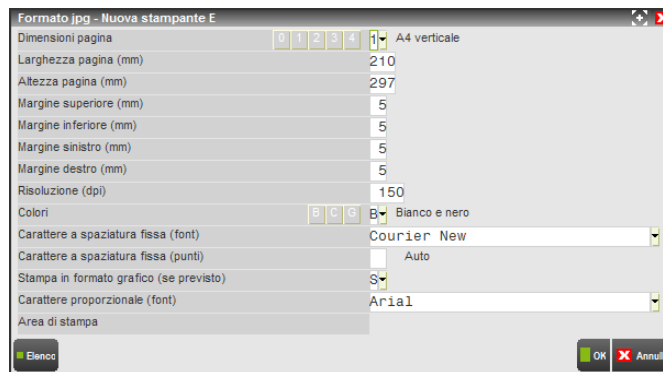 Formato jpg - Nuova stampante E
Dimensioni pagina 0 1 2 3 4 1 A4 verticale
Larghezza pagina (mm) 210
Altezza pagina (mm) 297
Margine superiore (mm) 5
Margine inferiore (mm) 5
Margine sinistro (mm) 5
Margine destro (mm) 5
Risoluzione (dpi) 150
Colori B C G B Bianco e nero
Carattere a spaziatura fissa (font) Courier New
Carattere a spaziatura fissa (punti) Auto
Stampa in formato grafico (se previsto) S
Carattere proporzionale (font) Arial
Area di stampa
Elenco OK Annull